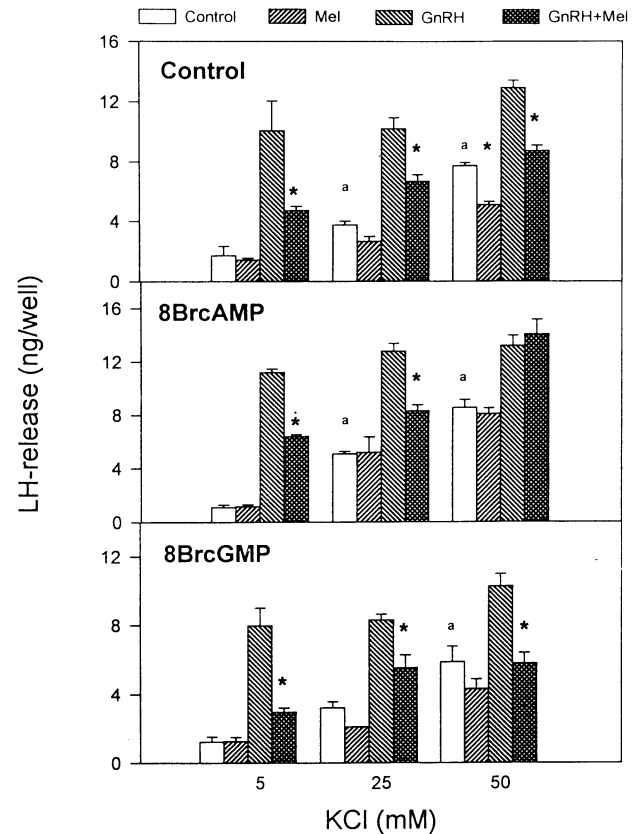 Control Mel GnRH GnRH+Mel
16
Control
12
*
a * *
8
*
a
4
0
LH-release (ng/well)
16
8BrcAMP
12
*
a
8
*
a
4
0
12
8BrcGMP
8
a
* *
*
4
0
5 25 50
KCl (mM)